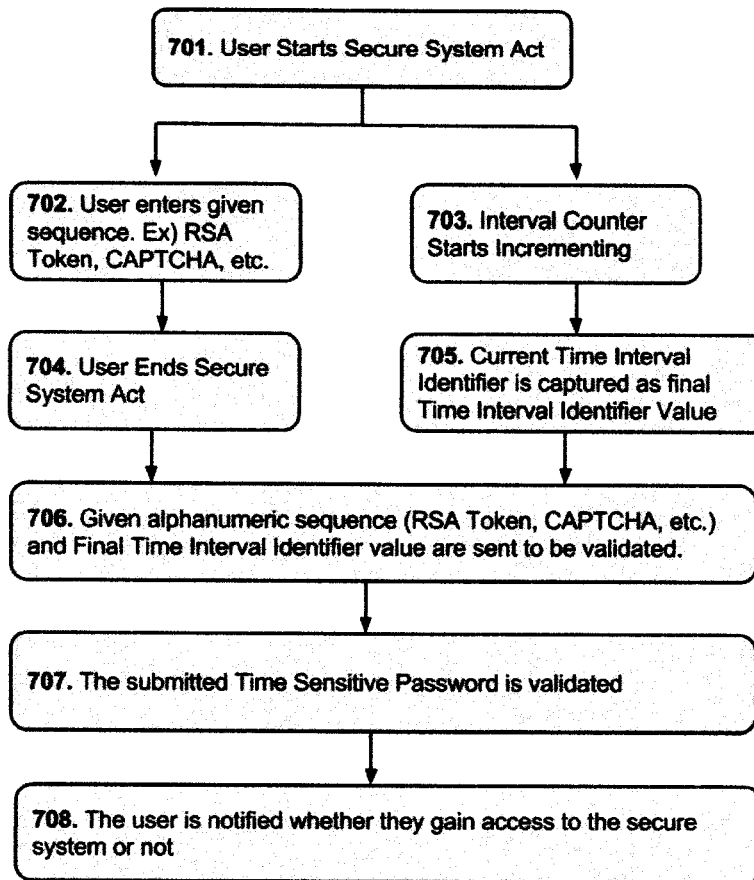 701. User Starts Secure System Act
702. User enters given
sequence. Ex) RSA
Token, CAPTCHA, etc.
703. Interval Counter
Starts Incrementing
704. User Ends Secure
System Act
705. Current Time Interval
Identifier is captured as final
Time Interval Identifier Value
706. Given alphanumeric sequence (RSA Token, CAPTCHA, etc.)
and Final Time Interval Identifier value are sent to be validated.
707. The submitted Time Sensitive Password is validated
708. The user is notified whether they gain access to the secure
system or not